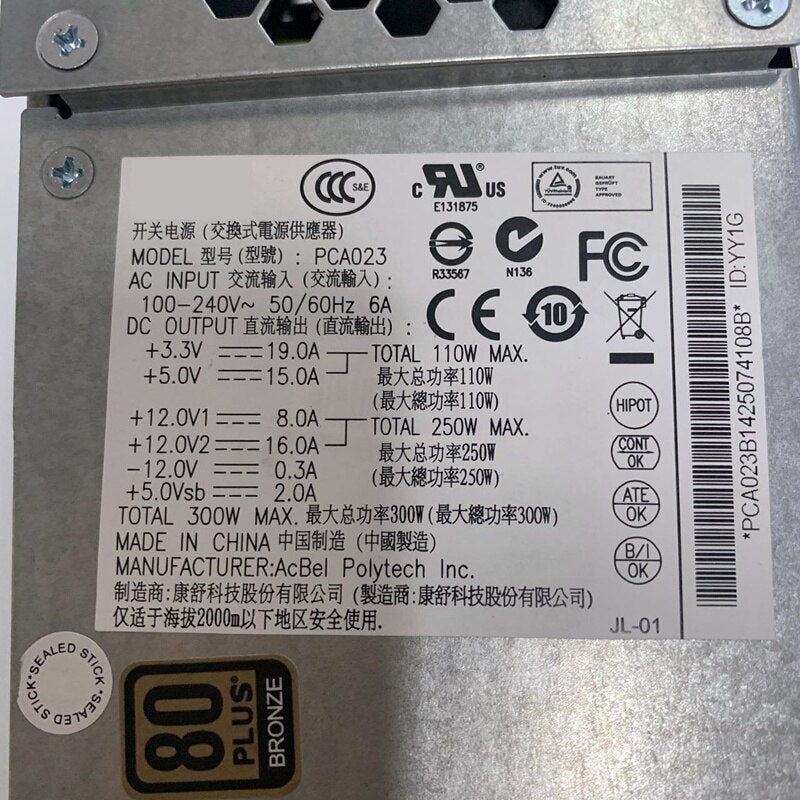 CCC S&E
c RU ® US
E131875
www.tuv.com
TÜVRheinland
BAUART
GEPRÜFT
TYPE
APPROVED
开关电源 (交換式電源供應器)
MODEL 型号 (型號) : PCA023
AC INPUT 交流输入 (交流輸入) :
100-240V~ 50/60Hz 6A
R33567
N136
FC
CE
10
DC OUTPUT 直流输出 (直流輸出) :
+3.3V 19.0A TOTAL 110W MAX.
+5.0V 15.0A 最大总功率110W
(最大總功率110W)
+12.0V1 8.0A TOTAL 250W MAX.
+12.0V2 16.0A 最大总功率250W
-12.0V 0.3A (最大總功率250W)
+5.0Vsb 2.0A
TOTAL 300W MAX. 最大总功率300W (最大總功率300W)
MADE IN CHINA 中国制造 (中國製造)
MANUFACTURER:AcBel Polytech Inc.
制造商:康舒科技股份有限公司 (製造商:康舒科技股份有限公司)
仅适于海拔2000m以下地区安全使用.
JL-01
HIPOT
CONT
OK
ATE
OK
B/I
OK
*PCA023B1425074108B* ID:YY1G
*SEALED STICK*SEALED STICK
80
PLUS®
BRONZE